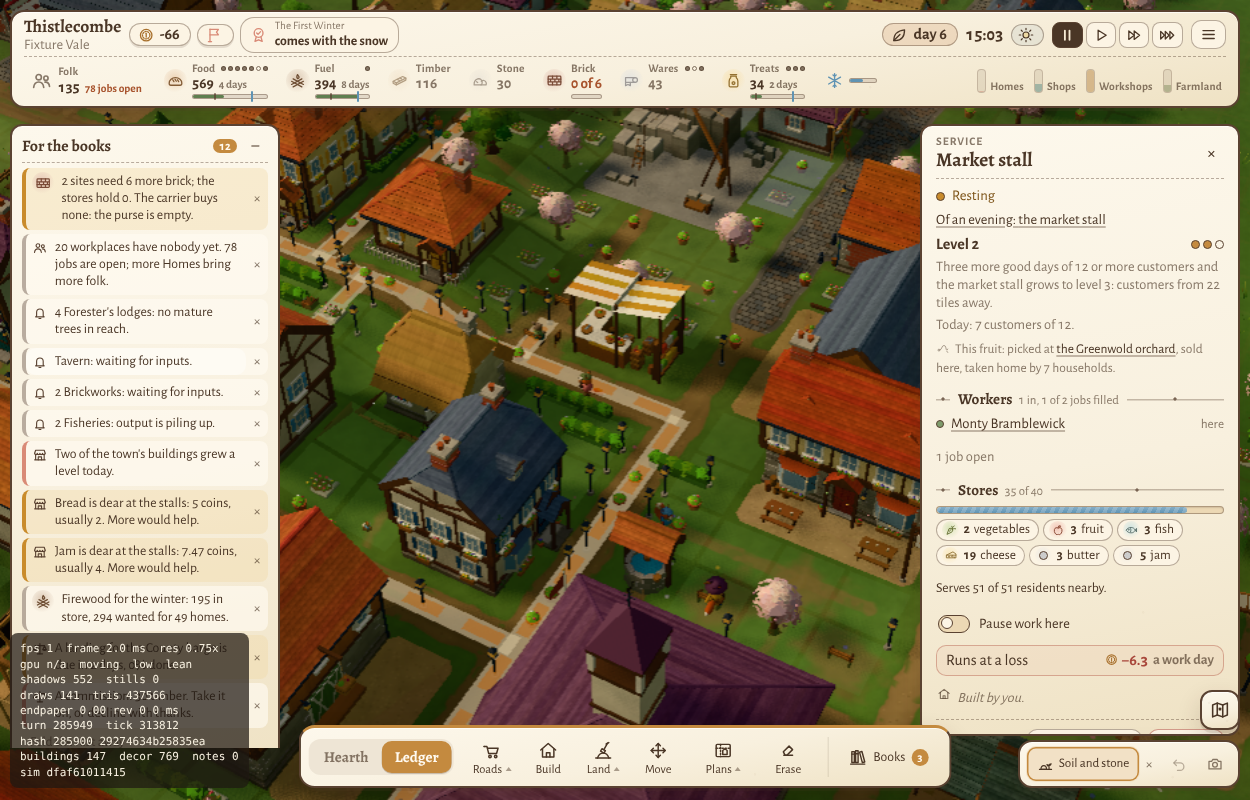 Thistlecombe
Fixture Vale
-66
The First Winter
comes with the snow
day 6
15:03
Folk
135 78 jobs open
Food
569 4 days
Fuel
394 8 days
Timber
116
Stone
30
Brick
0 of 6
Wares
43
Treats
34 2 days
Homes
Shops
Workshops
Farmland
For the books
12
2 sites need 6 more brick; the
stores hold 0. The carrier buys
none: the purse is empty.
20 workplaces have nobody yet. 78
jobs are open; more Homes bring
more folk.
4 Forester's lodges: no mature
trees in reach.
Tavern: waiting for inputs.
2 Brickworks: waiting for inputs.
2 Fisheries: output is piling up.
Two of the town's buildings grew a
level today.
Bread is dear at the stalls: 5 coins,
usually 2. More would help.
Jam is dear at the stalls: 7.47 coins,
usually 4. More would help.
Firewood for the winter: 195 in
store, 294 wanted for 49 homes.
fps 1 frame 2.0 ms res 0.75x
gpu n/a moving low lean
shadows 552 stills 0
draws 141 tris 437566
endpaper 0.00 rev 0.0 ms
turn 285949 tick 313812
hash 285900 29274634b25835ea
buildings 147 decor 769 notes 0
sim dfaf61011415
SERVICE
Market stall
Resting
Of an evening: the market stall
Level 2
Three more good days of 12 or more customers and
the market stall grows to level 3: customers from 22
tiles away.
Today: 7 customers of 12.
This fruit: picked at the Greenwold orchard, sold
here, taken home by 7 households.
Workers 1 in, 1 of 2 jobs filled
Monty Bramblewick here
1 job open
Stores 35 of 40
2 vegetables
3 fruit
3 fish
19 cheese
3 butter
5 jam
Serves 51 of 51 residents nearby.
Pause work here
Runs at a loss
−6.3 a work day
Built by you.
Hearth
Ledger
Roads
Build
Land
Move
Plans
Erase
Books 3
Soil and stone